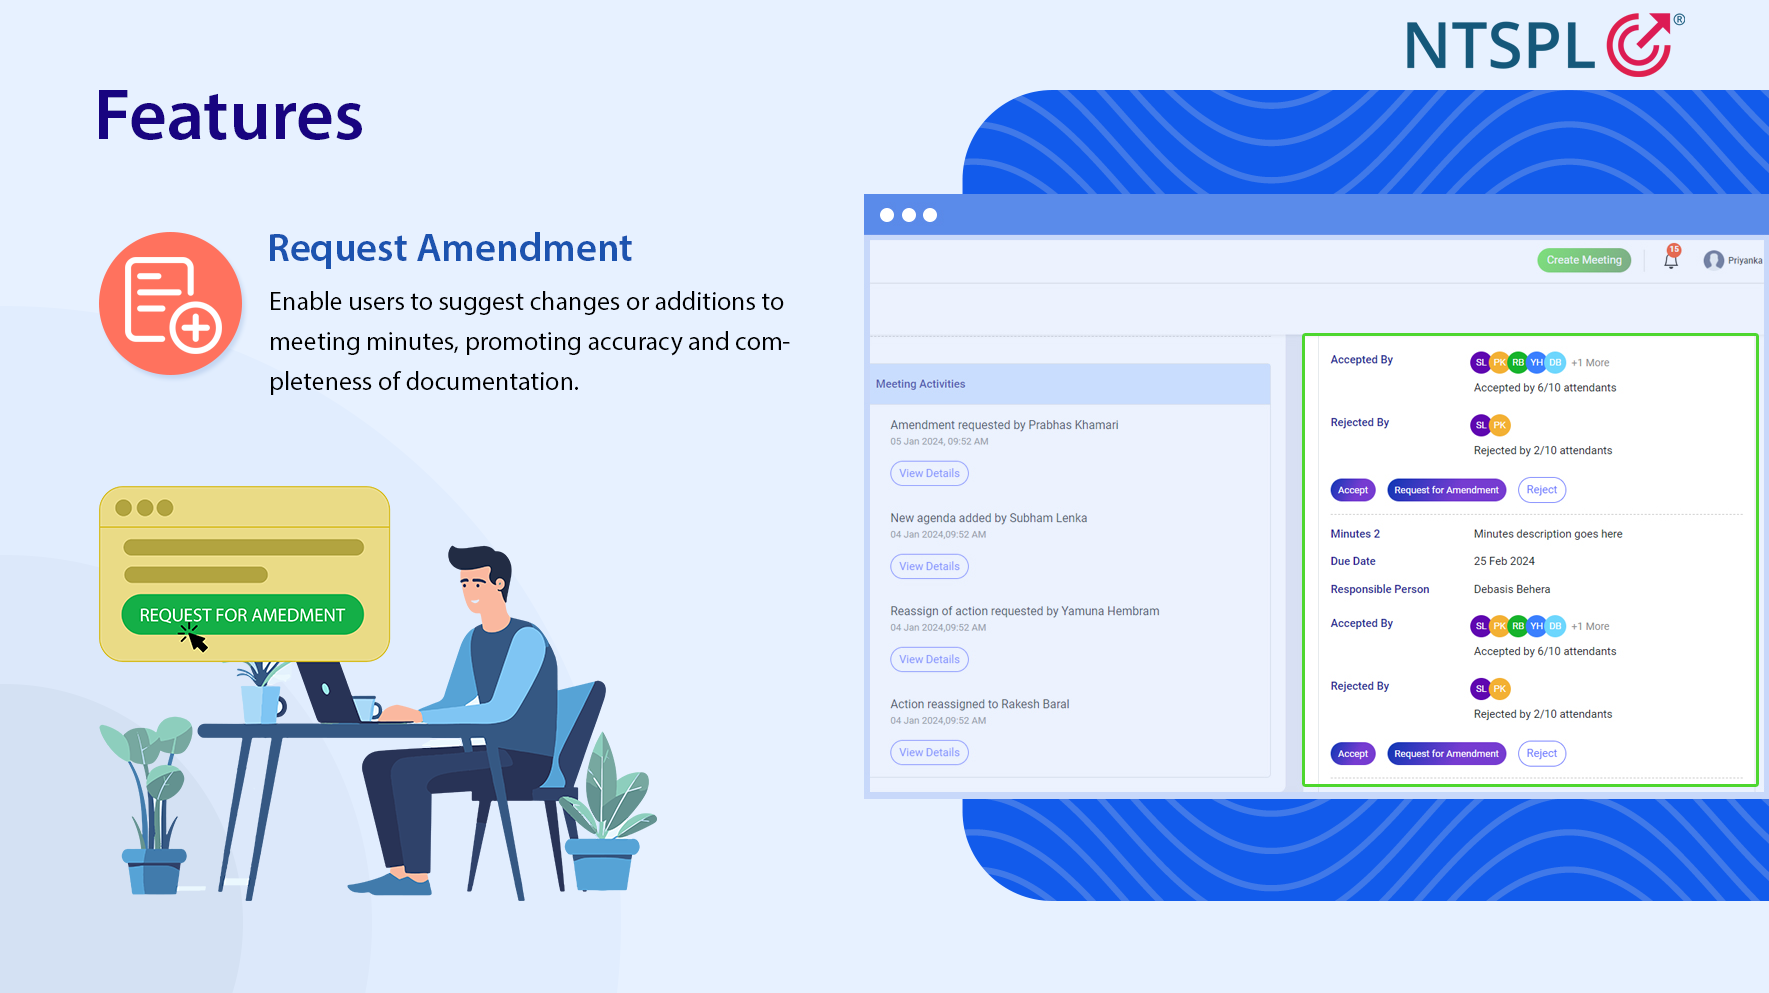 NTSPL®
Features
Request Amendment
Enable users to suggest changes or additions to
meeting minutes, promoting accuracy and com-
pleteness of documentation.
REQUEST FOR AMEDMENT
Create Meeting
15
Priyanka
Meeting Activities
Amendment requested by Prabhas Khamari
05 Jan 2024, 09:52 AM
View Details
New agenda added by Subham Lenka
04 Jan 2024,09:52 AM
View Details
Reassign of action requested by Yamuna Hembram
04 Jan 2024,09:52 AM
View Details
Action reassigned to Rakesh Baral
04 Jan 2024,09:52 AM
View Details
Accepted By SL PK RB YH DB +1 More
Accepted by 6/10 attendants
Rejected By SL PK
Rejected by 2/10 attendants
Accept Request for Amendment Reject
Minutes 2 Minutes description goes here
Due Date 25 Feb 2024
Responsible Person Debasis Behera
Accepted By SL PK RB YH DB +1 More
Accepted by 6/10 attendants
Rejected By SL PK
Rejected by 2/10 attendants
Accept Request for Amendment Reject